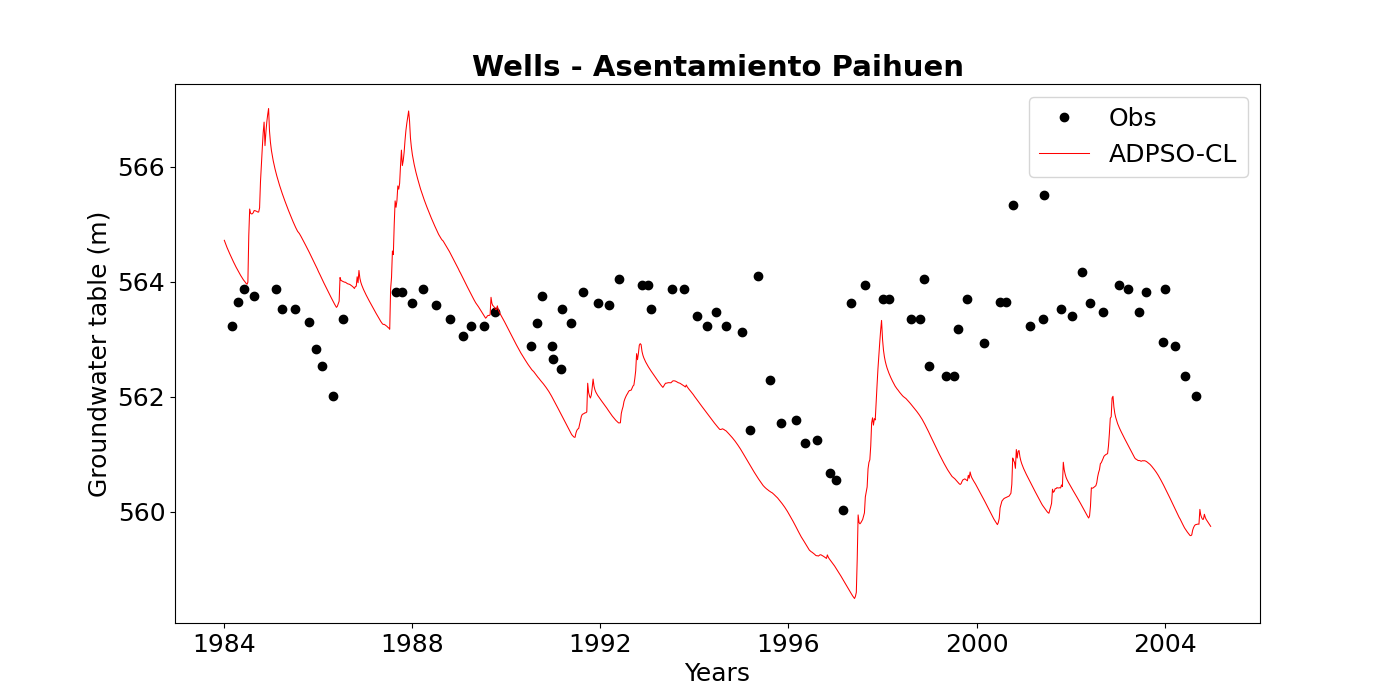 Wells - Asentamiento Paihuen
Obs
ADPSO-CL
Groundwater table (m)
566
564
562
560
1984 1988 1992 1996 2000 2004
Years